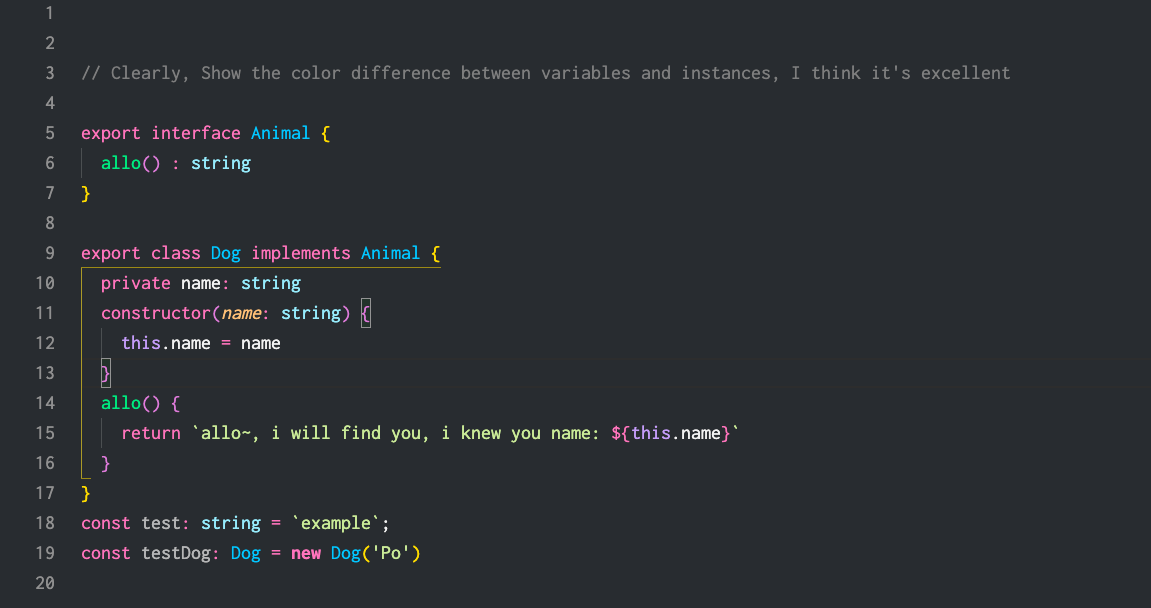 1
2
3 // Clearly, Show the color difference between variables and instances, I think it's excellent
4
5 export interface Animal {
6   allo() : string
7 }
8
9 export class Dog implements Animal {
10   private name: string
11   constructor(name: string) {
12     this.name = name
13   }
14   allo() {
15     return `allo~, i will find you, i knew you name: ${this.name}`
16   }
17 }
18 const test: string = `example`;
19 const testDog: Dog = new Dog('Po')
20